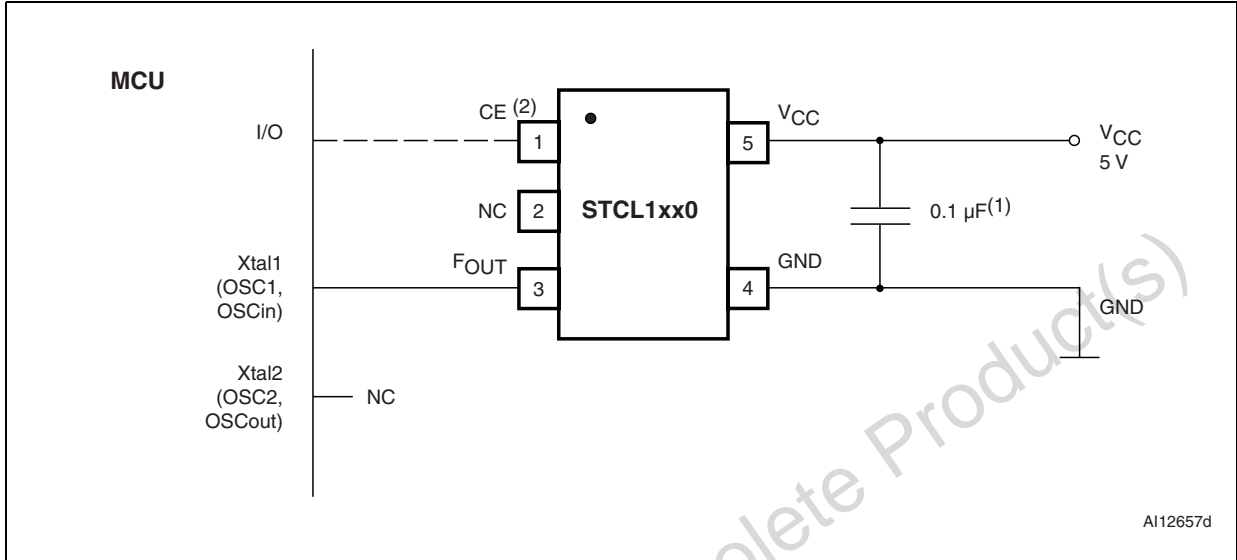 MCU
I/O
CE (2)
1
NC
2
Xtal1
(OSC1,
OSCin)
FOUT
3
Xtal2
(OSC2,
OSCout)
NC
STCL1xx0
VCC
5
GND
4
0.1 µF(1)
VCC
5 V
GND
olete Product(s)
AI12657d